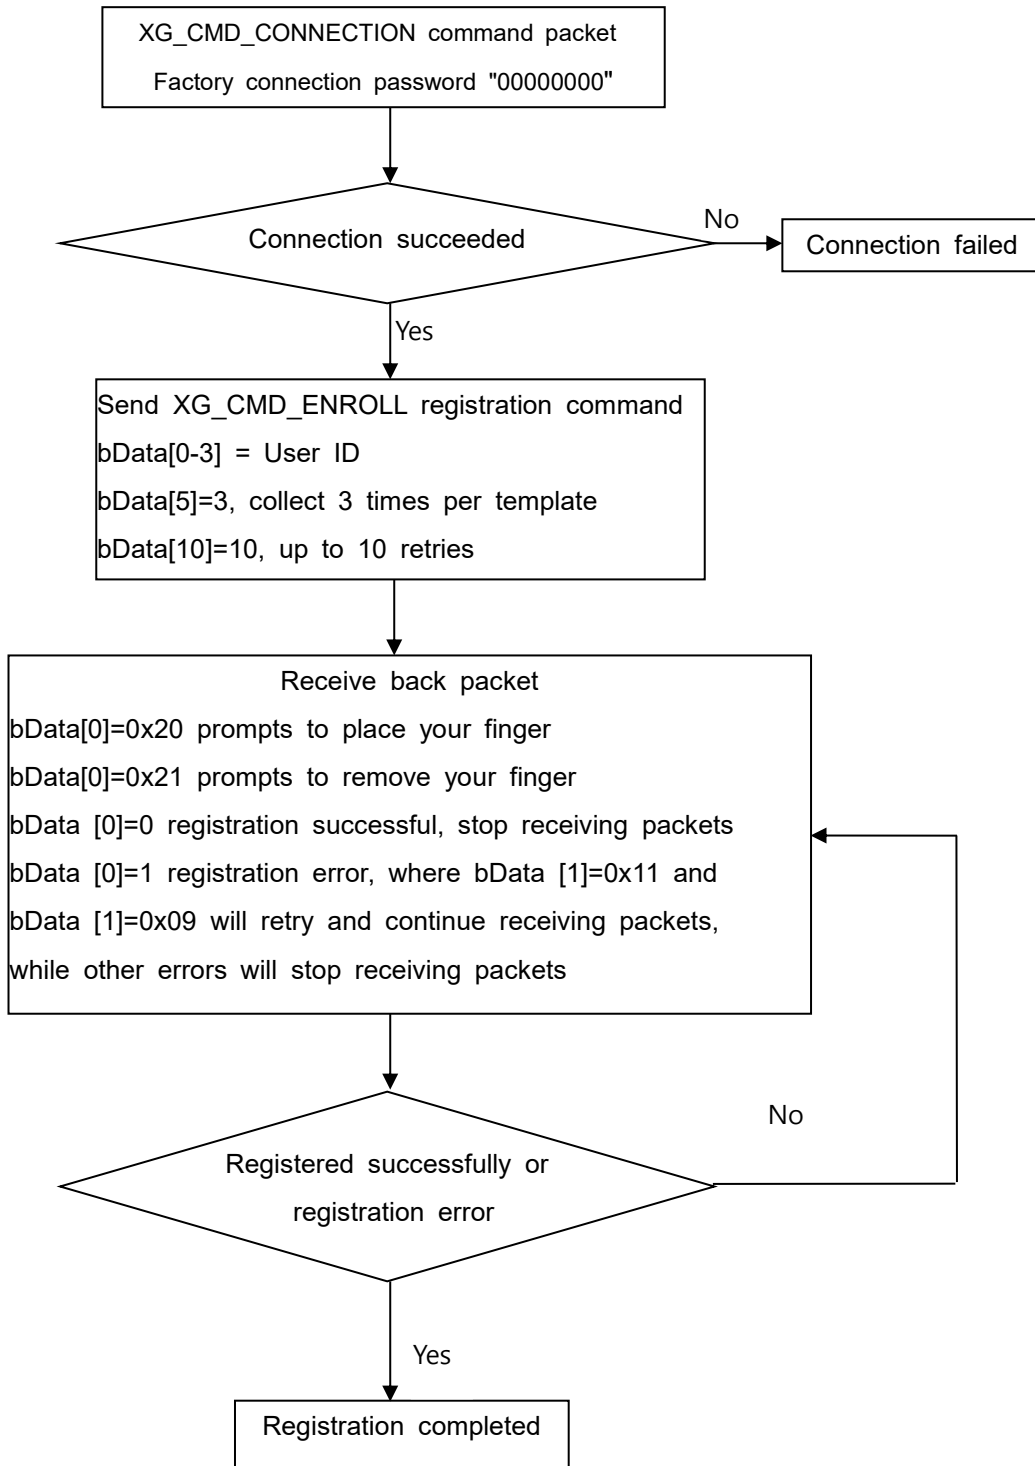 XG_CMD_CONNECTION command packet
Factory connection password "00000000"
Connection succeeded
No
Connection failed
Yes
Send XG_CMD_ENROLL registration command
bData[0-3] = User ID
bData[5]=3, collect 3 times per template
bData[10]=10, up to 10 retries
Receive back packet
bData[0]=0x20 prompts to place your finger
bData[0]=0x21 prompts to remove your finger
bData [0]=0 registration successful, stop receiving packets
bData [0]=1 registration error, where bData [1]=0x11 and
bData [1]=0x09 will retry and continue receiving packets,
while other errors will stop receiving packets
No
Registered successfully or
registration error
Yes
Registration completed